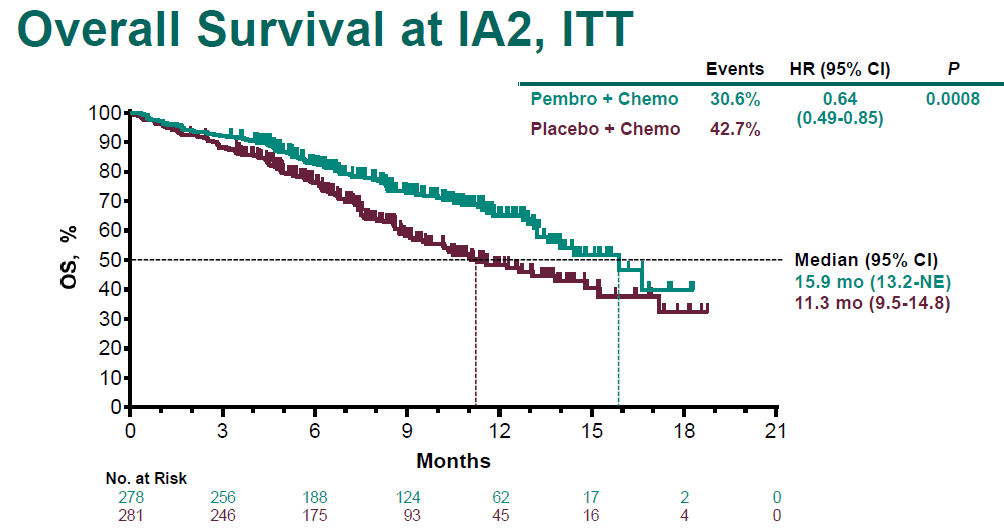 Overall Survival at IA2, ITT
Events HR (95% CI) P
Pembro + Chemo 30.6% 0.64 0.0008
(0.49-0.85)
Placebo + Chemo 42.7%
100
90
80
70
60
50
40
30
20
10
0
OS, %
Median (95% CI)
15.9 mo (13.2-NE)
11.3 mo (9.5-14.8)
0 3 6 9 12 15 18 21
Months
No. at Risk
278 256 188 124 62 17 2 0
281 246 175 93 45 16 4 0